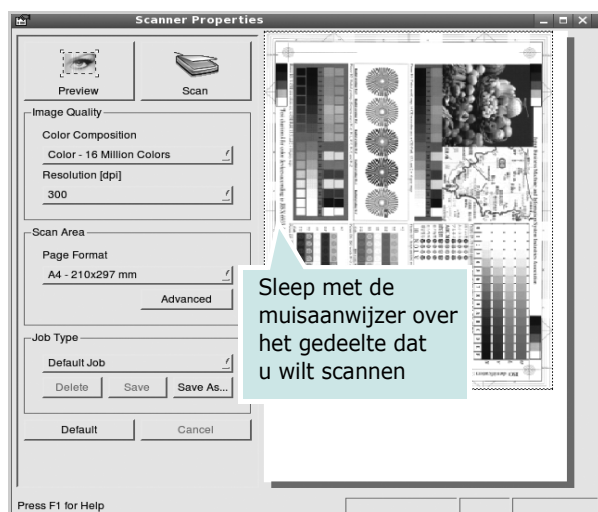 Scanner Properties
Preview
Scan
Image Quality
Color Composition
Color - 16 Million Colors
Resolution [dpi]
300
Scan Area
Page Format
A4 - 210x297 mm
Advanced
Job Type
Default Job
Delete
Save
Save As...
Default
Cancel
Sleep met de
muisaanwijzer over
het gedeelte dat
u wilt scannen
Press F1 for Help